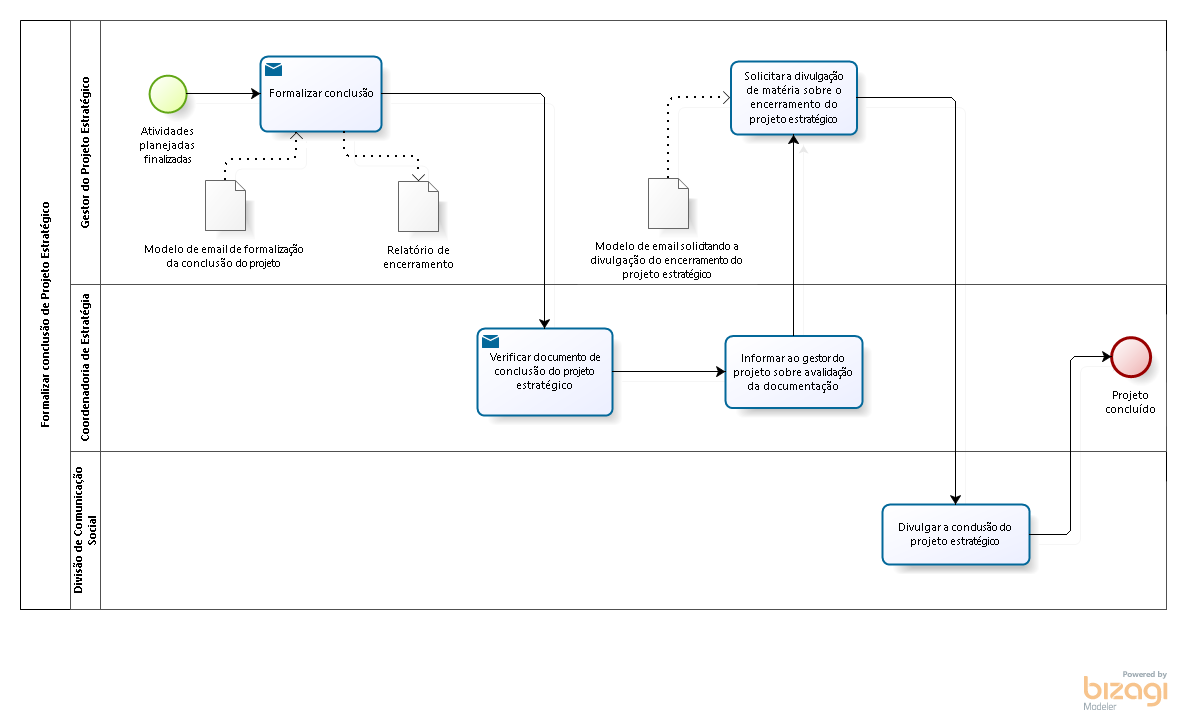 Formalizar conclusão de Projeto Estratégico
Gestor do Projeto Estratégico
Atividades
planejadas
finalizadas
Formalizar conclusão
Modelo de email de formalização
da conclusão do projeto
Relatório de
encerramento
Solicitar a divulgação
de matéria sobre o
encerramento do
projeto estratégico
Modelo de email solicitando a
divulgação do encerramento do
projeto estratégico
Coordenadoria de Estratégia
Verificar documento de
conclusão do projeto
estratégico
Informar ao gestor do
projeto sobre a validação
da documentação
Projeto
concluído
Divisão de Comunicação
Social
Divulgar a conclusão do
projeto estratégico
Powered by
bizagi
Modeler